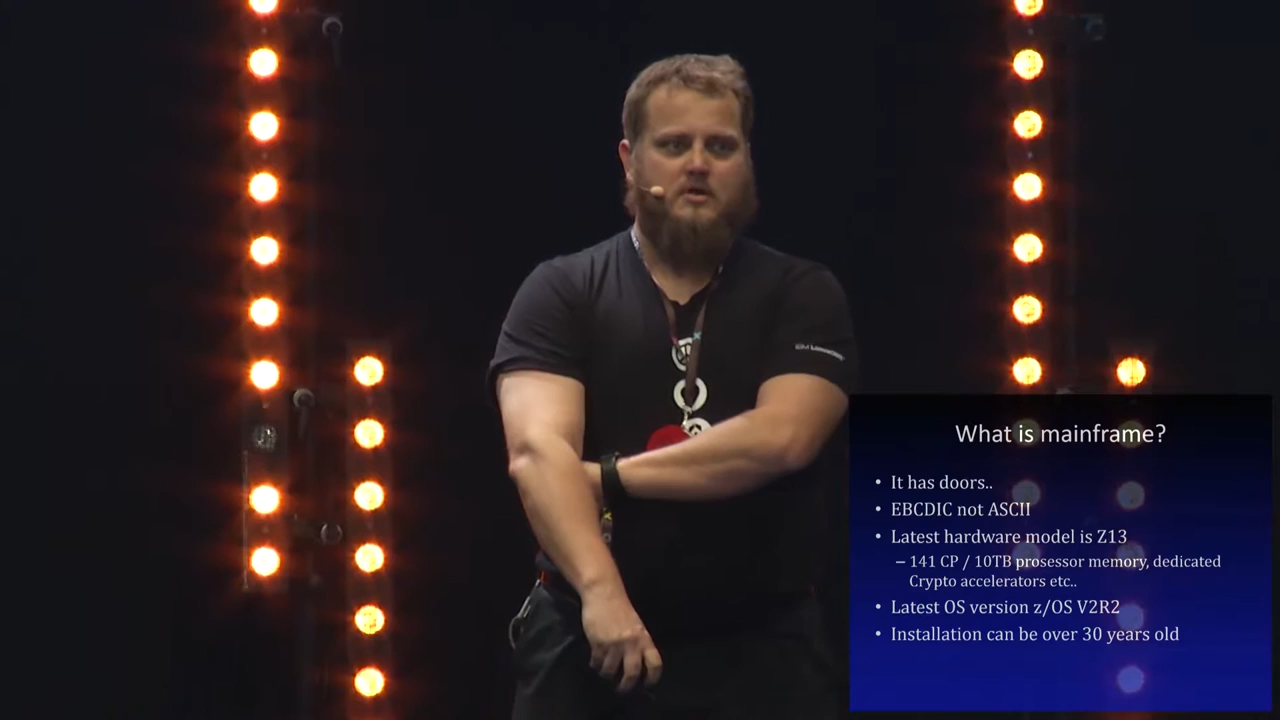 What is mainframe?
• It has doors..
• EBCDIC not ASCII
• Latest hardware model is Z13
– 141 CP / 10TB prosessor memory, dedicated
Crypto accelerators etc..
• Latest OS version z/OS V2R2
• Installation can be over 30 years old